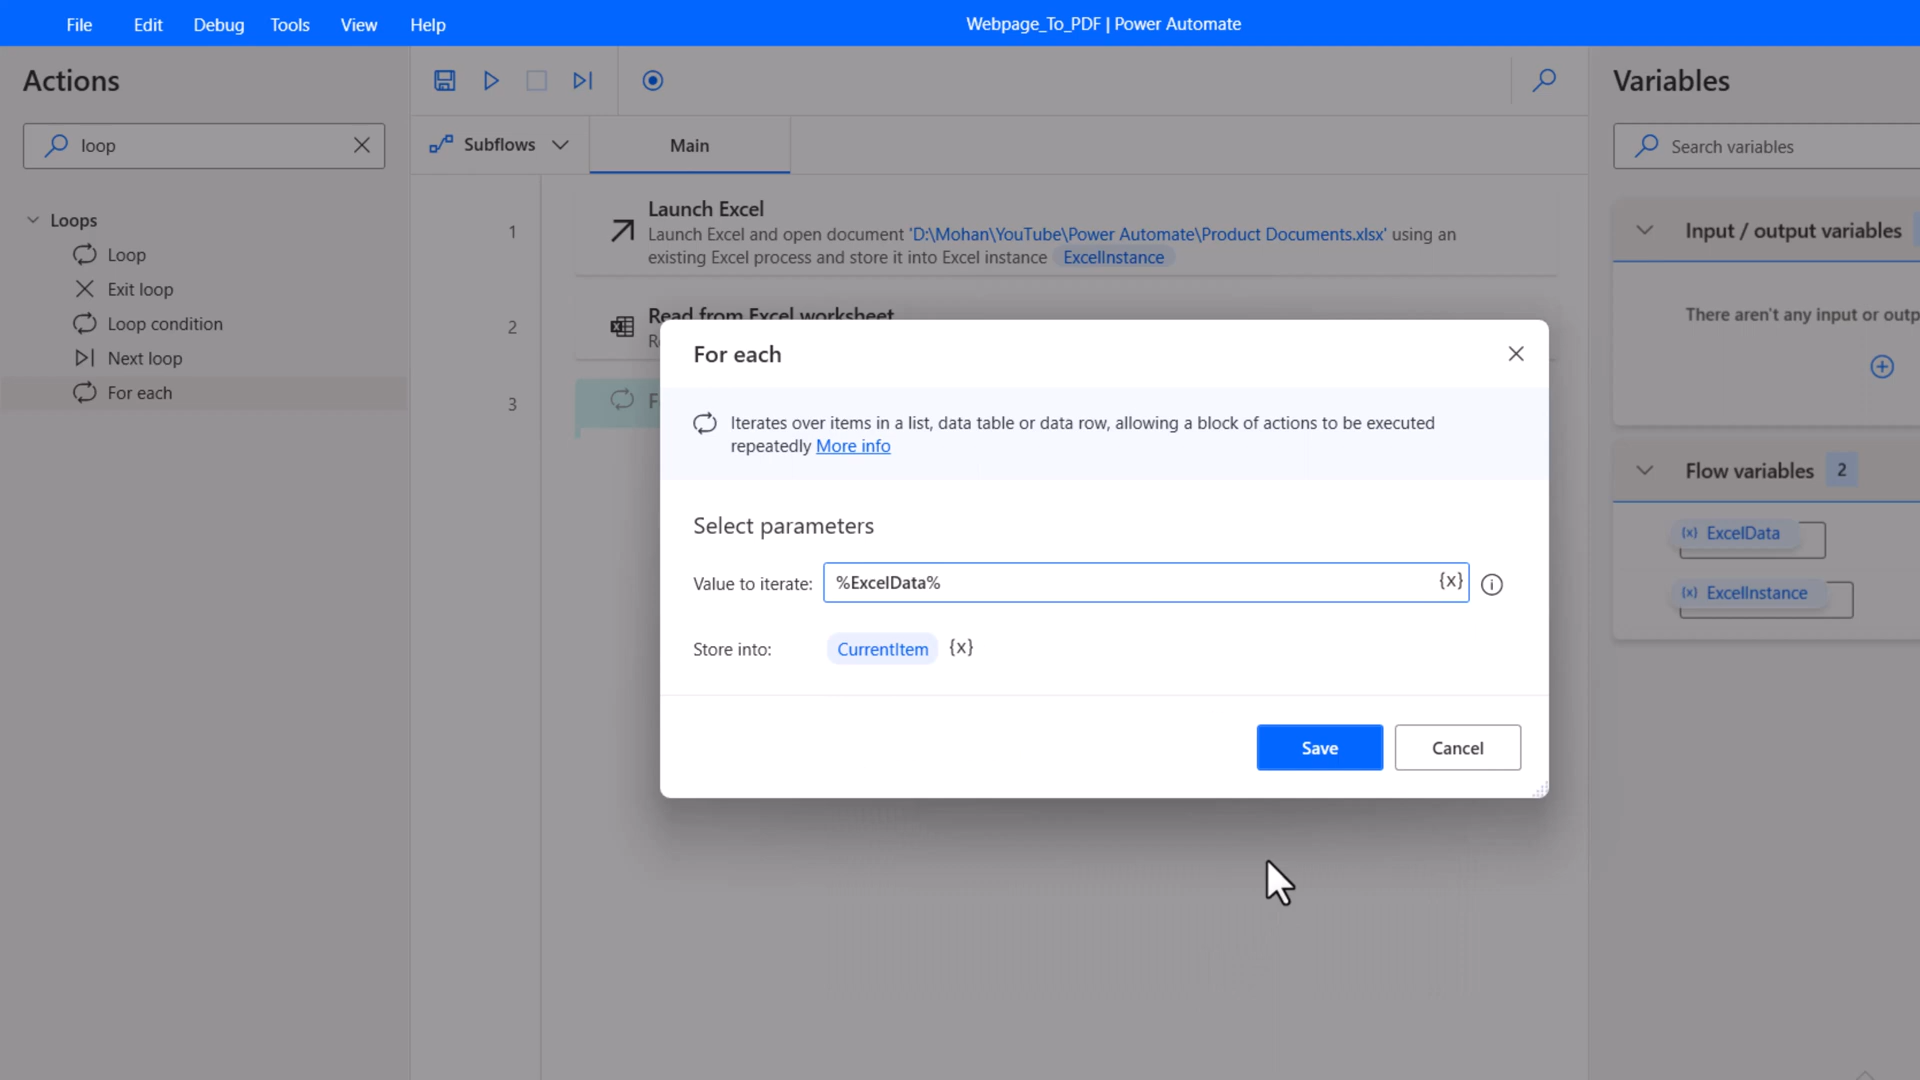 File Edit Debug Tools View Help Webpage_To_PDF | Power Automate
Actions
loop
Loops
Loop
Exit loop
Loop condition
Next loop
For each
Subflows
Main
1
Launch Excel
Launch Excel and open document 'D:\Mohan\YouTube\Power Automate\Product Documents.xlsx' using an
existing Excel process and store it into Excel instance ExcelInstance
2
Read from Excel worksheet
3
For each
Iterates over items in a list, data table or data row, allowing a block of actions to be executed
repeatedly More info
Select parameters
Value to iterate: %ExcelData% {x}
Store into: CurrentItem {x}
Save
Cancel
Variables
Search variables
Input / output variables
There aren't any input or outp
Flow variables 2
(x) ExcelData
(x) ExcelInstance